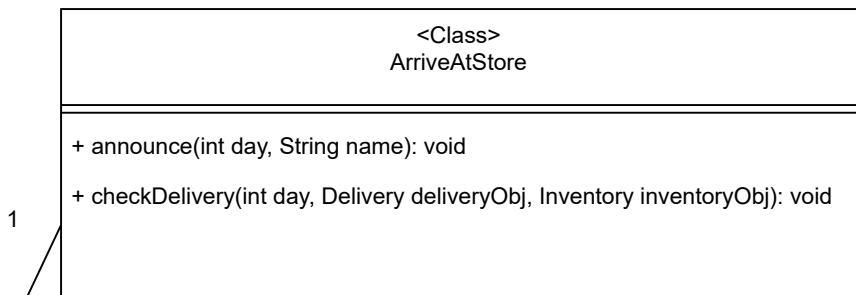 <Class>
ArriveAtStore
+ announce(int day, String name): void
+ checkDelivery(int day, Delivery deliveryObj, Inventory inventoryObj): void
1